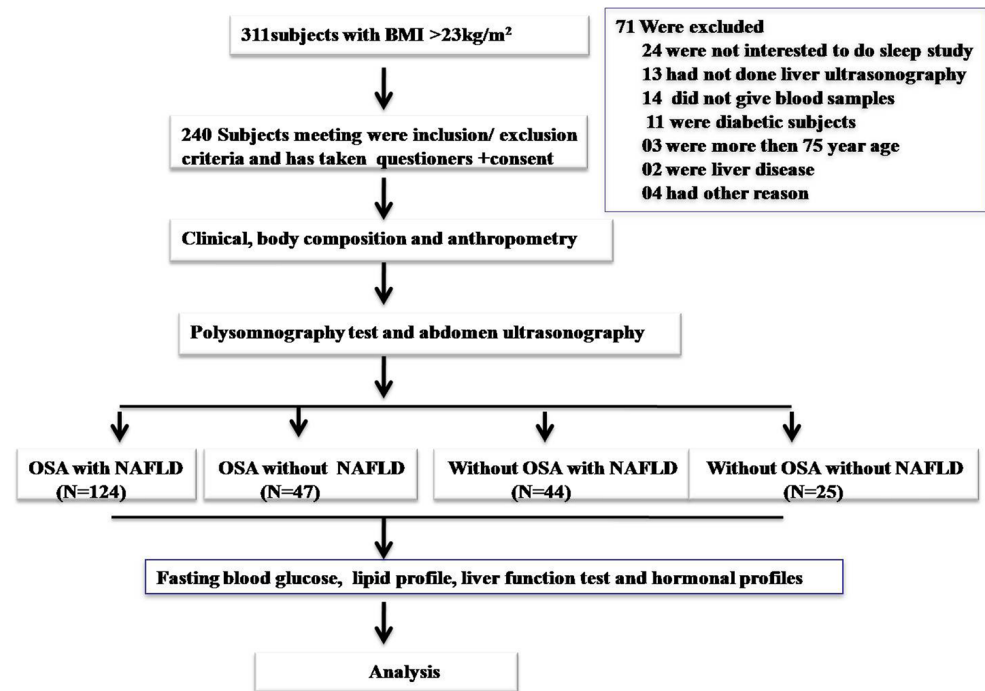 311subjects with BMI >23kg/m²
71 Were excluded
24 were not interested to do sleep study
13 had not done liver ultrasonography
14 did not give blood samples
11 were diabetic subjects
03 were more then 75 year age
02 were liver disease
04 had other reason
240 Subjects meeting were inclusion/ exclusion
criteria and has taken questioners +consent
Clinical, body composition and anthropometry
Polysomnography test and abdomen ultrasonography
OSA with NAFLD
(N=124)
OSA without NAFLD
(N=47)
Without OSA with NAFLD
(N=44)
Without OSA without NAFLD
(N=25)
Fasting blood glucose, lipid profile, liver function test and hormonal profiles
Analysis